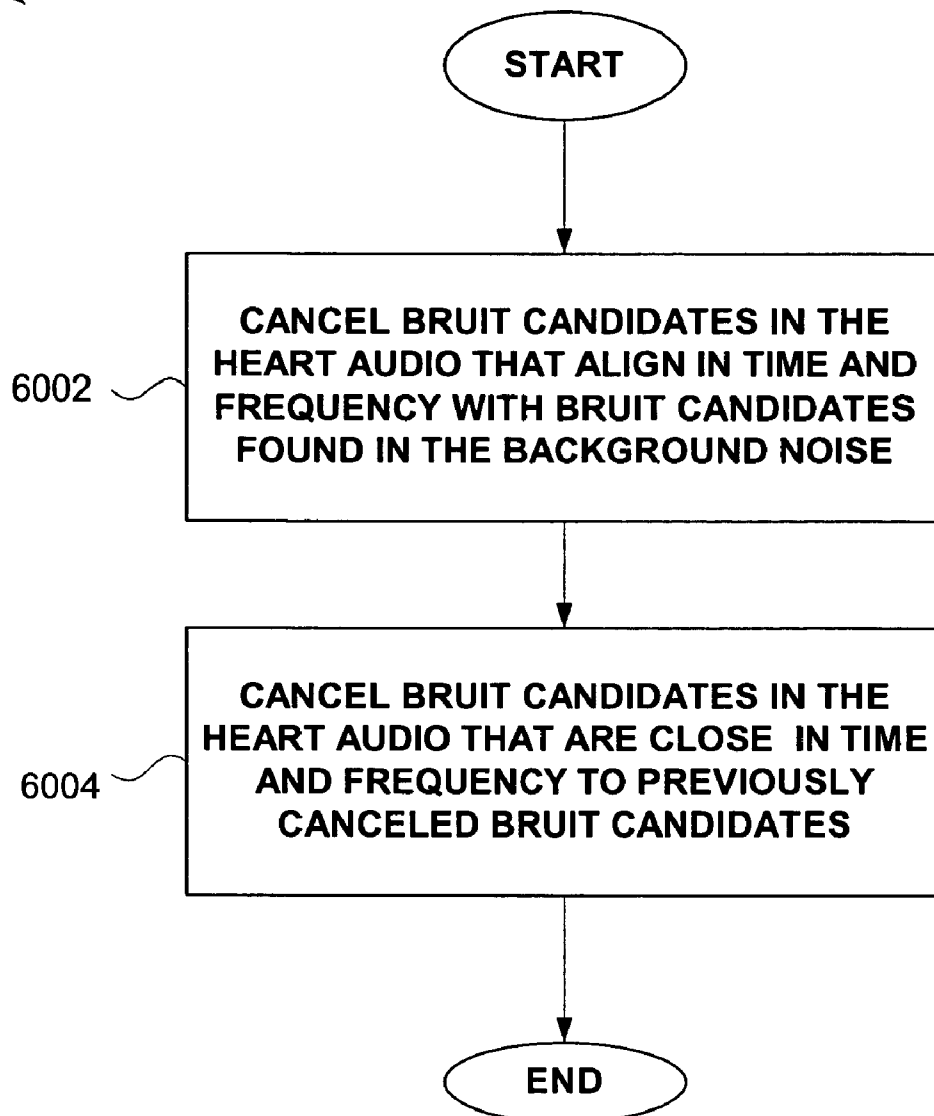 START
CANCEL BRUIT CANDIDATES IN THE
HEART AUDIO THAT ALIGN IN TIME AND
FREQUENCY WITH BRUIT CANDIDATES
FOUND IN THE BACKGROUND NOISE
6002
CANCEL BRUIT CANDIDATES IN THE
HEART AUDIO THAT ARE CLOSE IN TIME
AND FREQUENCY TO PREVIOUSLY
CANCELED BRUIT CANDIDATES
6004
END